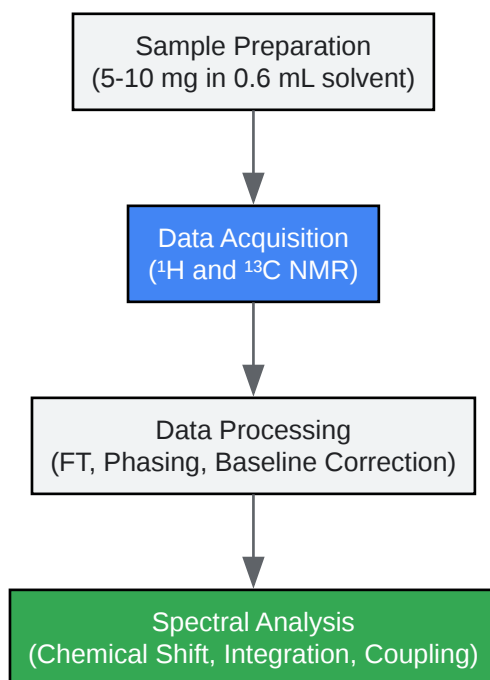 Sample Preparation
(5-10 mg in 0.6 mL solvent)
Data Acquisition
(¹H and ¹³C NMR)
Data Processing
(FT, Phasing, Baseline Correction)
Spectral Analysis
(Chemical Shift, Integration, Coupling)